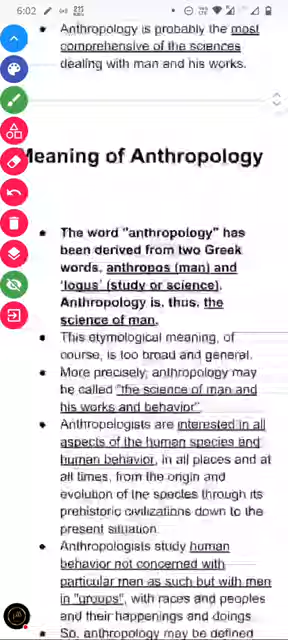 6:02
• Anthropology is probably the most
comprehensive of the sciences
dealing with man and his works.
Meaning of Anthropology
• The word "anthropology" has
been derived from two Greek
words, anthropos (man) and
'logus' (study or science).
Anthropology is, thus, the
science of man.
• This etymological meaning, of
course, is too broad and general.
• More precisely, anthropology may
be called "the science of man and
his works and behavior".
• Anthropologists are interested in all
aspects of the human species and
human behavior, in all places and at
all times, from the origin and
evolution of the species through its
prehistoric civilizations down to the
present situation.
• Anthropologists study human
behavior not concerned with
particular men as such but with men
in "groups", with races and peoples
and their happenings and doings.
• So, anthropology may be defined